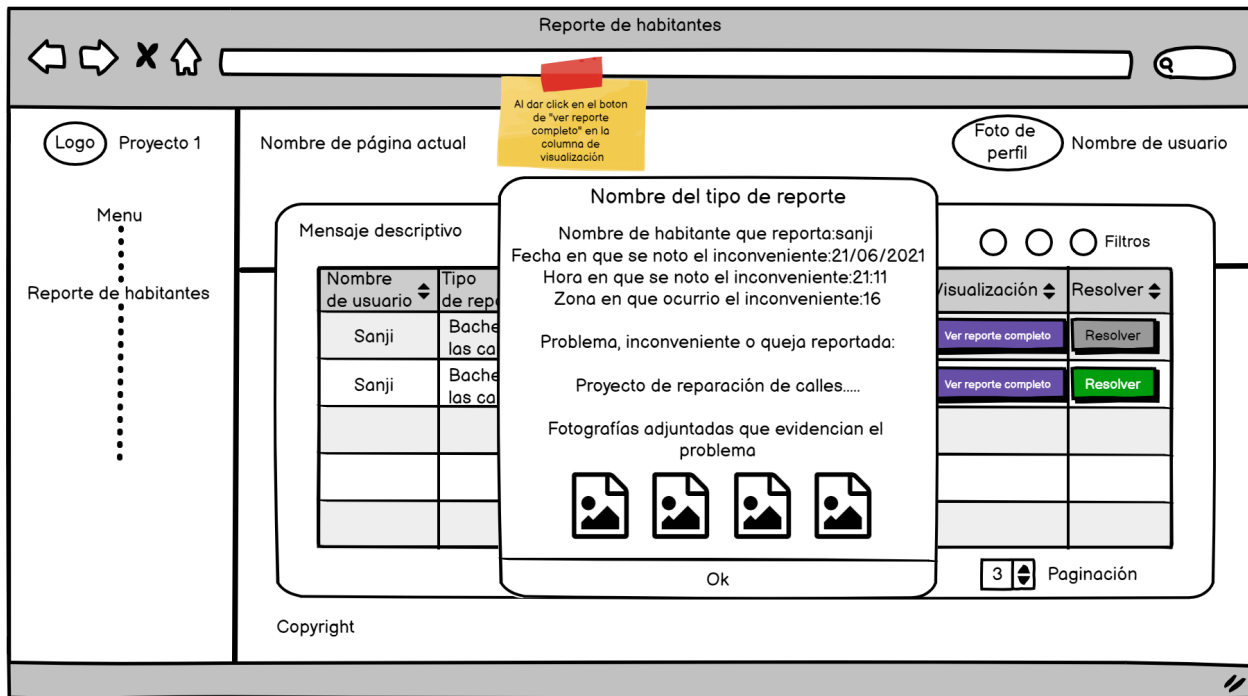 Reporte de habitantes
Al dar click en el boton
de "ver reporte
completo" en la
columna de
visualización
Logo
Proyecto 1
Nombre de página actual
Foto de
perfil
Nombre de usuario
Menu
Reporte de habitantes
Mensaje descriptivo
Filtros
Nombre
de usuario
Tipo
de repo
Visualización
Resolver
Sanji
Bache
las ca
Ver reporte completo
Resolver
Sanji
Bache
las ca
Ver reporte completo
Resolver
Nombre del tipo de reporte
Nombre de habitante que reporta:sanji
Fecha en que se noto el inconveniente:21/06/2021
Hora en que se noto el inconveniente:21:11
Zona en que ocurrio el inconveniente:16
Problema, inconveniente o queja reportada:
Proyecto de reparación de calles.....
Fotografías adjuntadas que evidencian el
problema
Ok
3
Paginación
Copyright